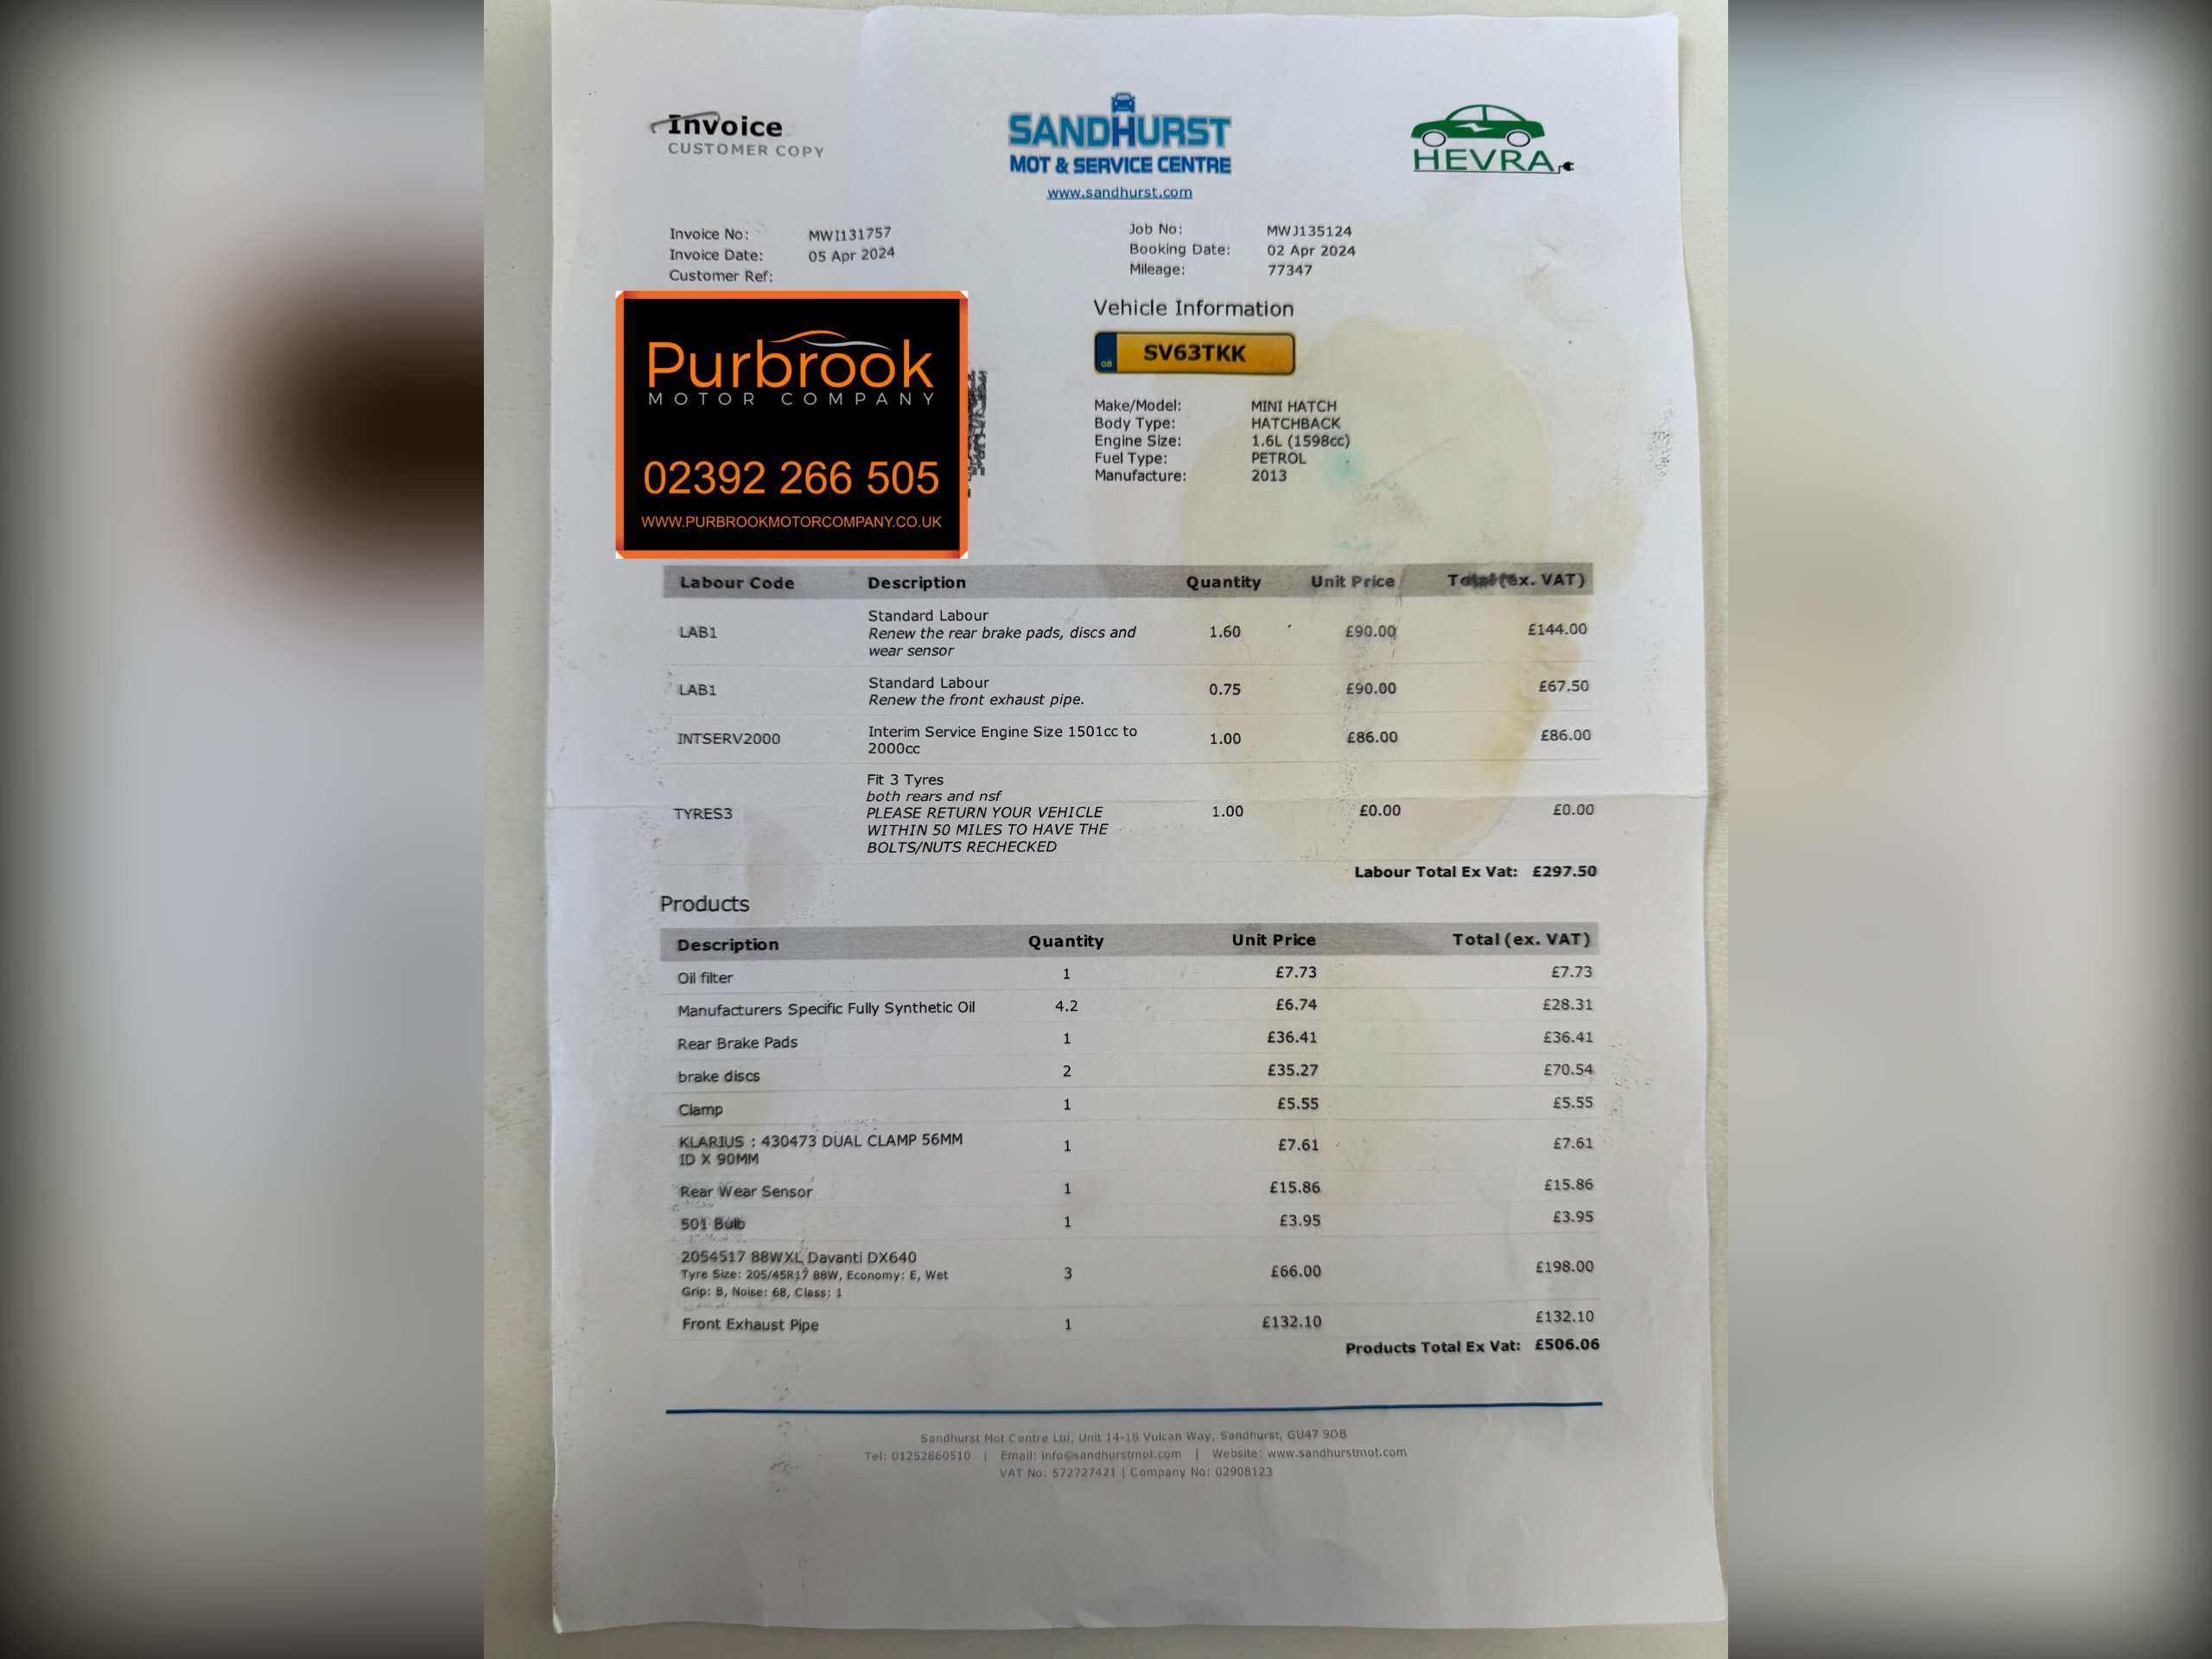 Invoice
CUSTOMER COPY
SANDHURST
MOT & SERVICE CENTRE
www.sandhurst.com
HEVRA
Invoice No: MWI131757
Invoice Date: 05 Apr 2024
Customer Ref:
Job No: MWJ135124
Booking Date: 02 Apr 2024
Mileage: 77347
Purbrook
MOTOR COMPANY
02392 266 505
WWW.PURBROOKMOTORCOMPANY.CO.UK
Vehicle Information
GB SV63TKK
Make/Model: MINI HATCH
Body Type: HATCHBACK
Engine Size: 1.6L (1598cc)
Fuel Type: PETROL
Manufacture: 2013
Labour Code Description Quantity Unit Price Total (ex. VAT)
Standard Labour
LAB1 Renew the rear brake pads, discs and 1.60 £90.00 £144.00
wear sensor
Standard Labour
LAB1 Renew the front exhaust pipe. 0.75 £90.00 £67.50
INTSERV2000 Interim Service Engine Size 1501cc to 1.00 £86.00 £86.00
2000cc
Fit 3 Tyres
both rears and nsf
TYRES3 PLEASE RETURN YOUR VEHICLE 1.00 £0.00 £0.00
WITHIN 50 MILES TO HAVE THE
BOLTS/NUTS RECHECKED
Labour Total Ex Vat: £297.50
Products
Description Quantity Unit Price Total (ex. VAT)
Oil filter 1 £7.73 £7.73
Manufacturers Specific Fully Synthetic Oil 4.2 £6.74 £28.31
Rear Brake Pads 1 £36.41 £36.41
brake discs 2 £35.27 £70.54
Clamp 1 £5.55 £5.55
KLARIUS : 430473 DUAL CLAMP 56MM 1 £7.61 £7.61
ID X 90MM
Rear Wear Sensor 1 £15.86 £15.86
501 Bulb 1 £3.95 £3.95
2054517 88WXL Davanti DX640
Tyre Size: 205/45R17 88W, Economy: E, Wet 3 £66.00 £198.00
Grip: B, Noise: 68, Class: 1
Front Exhaust Pipe 1 £132.10 £132.10
Products Total Ex Vat: £506.06
Sandhurst Mot Centre Ltd, Unit 14-18 Vulcan Way, Sandhurst, GU47 9DB
Tel: 01252860510 | Email: info@sandhurstmot.com | Website: www.sandhurstmot.com
VAT No: 572727421 | Company No: 02908123